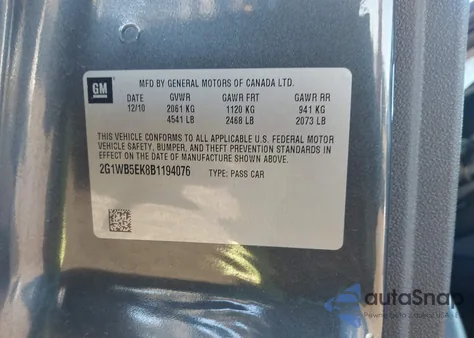 GM
MFD BY GENERAL MOTORS OF CANADA LTD.
DATE GVWR GAWR FRT GAWR RR
12/10 2061 KG 1120 KG 941 KG
4541 LB 2468 LB 2073 LB
THIS VEHICLE CONFORMS TO ALL APPLICABLE U.S. FEDERAL MOTOR
VEHICLE SAFETY, BUMPER, AND THEFT PREVENTION STANDARDS IN
EFFECT ON THE DATE OF MANUFACTURE SHOWN ABOVE.
2G1WB5EK8B1194076 TYPE: PASS CAR
autoSnap